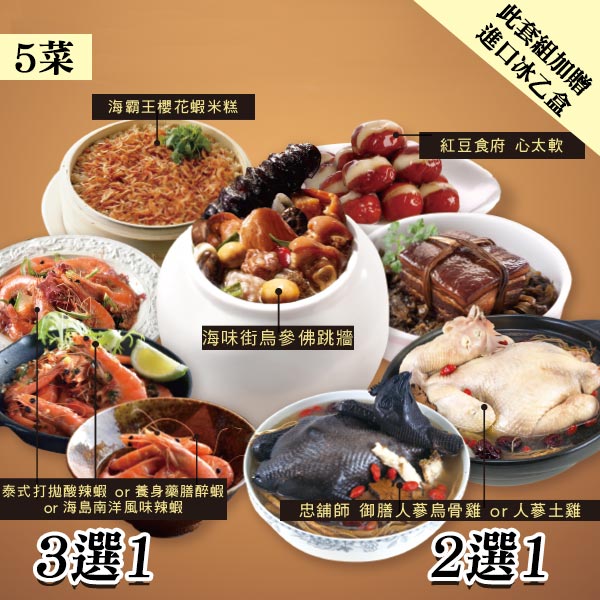 5菜
此套組加贈
進口冰乙盒
海霸王櫻花蝦米糕
紅豆食府 心太軟
海味街烏參佛跳牆
泰式打拋酸辣蝦 or 養身藥膳醉蝦
or 海島南洋風味辣蝦
忠舖師 御膳人蔘烏骨雞 or 人蔘土雞
3選1
2選1